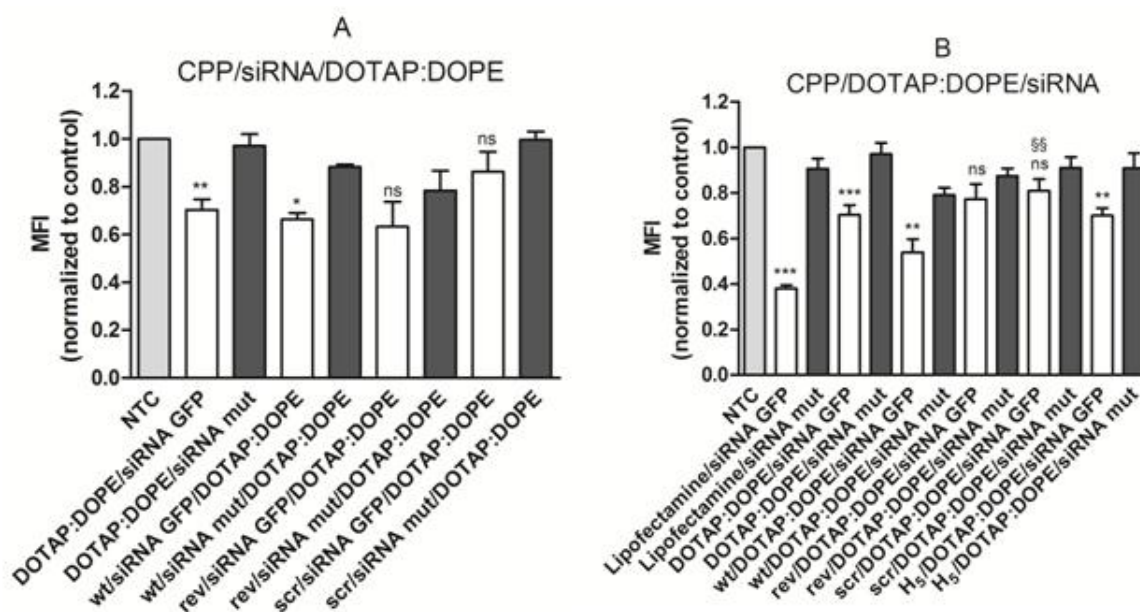 A
CPP/siRNA/DOTAP:DOPE
MFI
(normalized to control)
1.2
1.0
0.8
0.6
0.4
0.2
0.0
**
*
ns
ns
NTC
DOTAP:DOPE/siRNA GFP
DOTAP:DOPE/siRNA mut
wt/siRNA GFP/DOTAP:DOPE
wt/siRNA mut/DOTAP:DOPE
rev/siRNA GFP/DOTAP:DOPE
rev/siRNA mut/DOTAP:DOPE
scr/siRNA GFP/DOTAP:DOPE
scr/siRNA mut/DOTAP:DOPE
B
CPP/DOTAP:DOPE/siRNA
MFI
(normalized to control)
1.2
1.0
0.8
0.6
0.4
0.2
0.0
***
***
**
ns
§§
ns
**
NTC
Lipofectamine/siRNA GFP
Lipofectamine/siRNA mut
DOTAP:DOPE/siRNA GFP
DOTAP:DOPE/siRNA mut
wt/DOTAP:DOPE/siRNA GFP
wt/DOTAP:DOPE/siRNA mut
rev/DOTAP:DOPE/siRNA GFP
rev/DOTAP:DOPE/siRNA mut
scr/DOTAP:DOPE/siRNA GFP
scr/DOTAP:DOPE/siRNA mut
H₅/DOTAP:DOPE/siRNA GFP
H₅/DOTAP:DOPE/siRNA mut